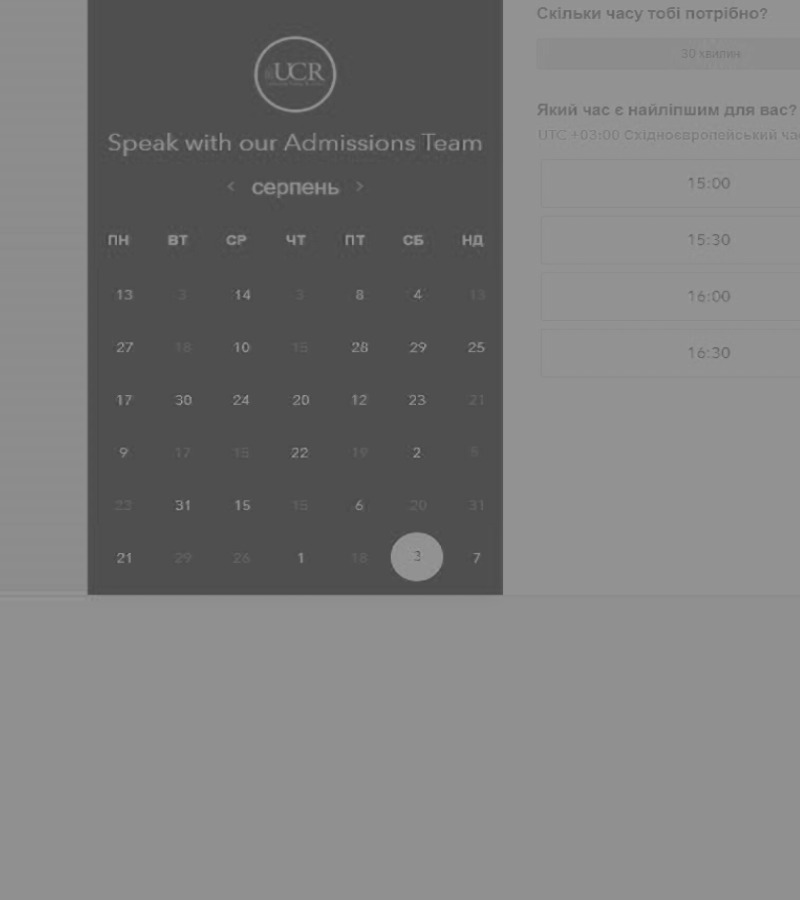 UCR
Speak with our Admissions Team
< серпень >
ПН ВТ СР ЧТ ПТ СБ НД
13 3 14 3 8 4 13
27 18 10 15 28 29 25
17 30 24 20 12 23 21
9 17 15 22 19 2
23 31 15 15 6 20 31
21 29 26 1 18 3 7
Скільки часу тобі потрібно?
30 хвилин
Який час є найліпшим для вас?
UTC +03:00 Східноєвропейський
15:00
15:30
16:00
16:30